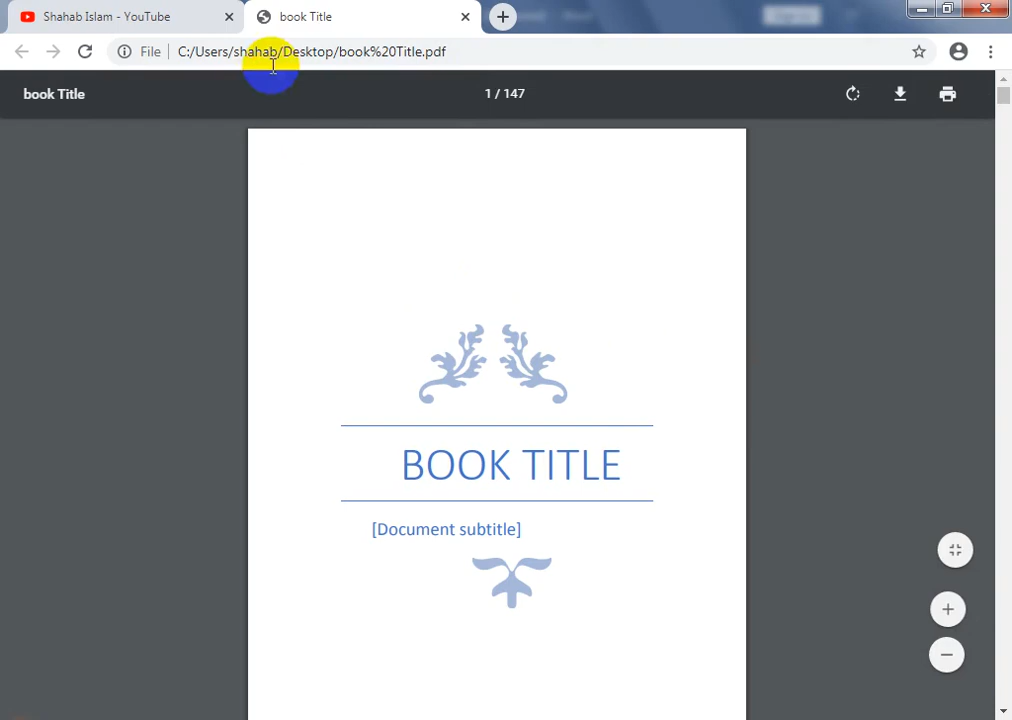 Shahab Islam - YouTube
book Title
File
C:/Users/shahab/Desktop/book%20Title.pdf
book Title
1 / 147
BOOK TITLE
[Document subtitle]